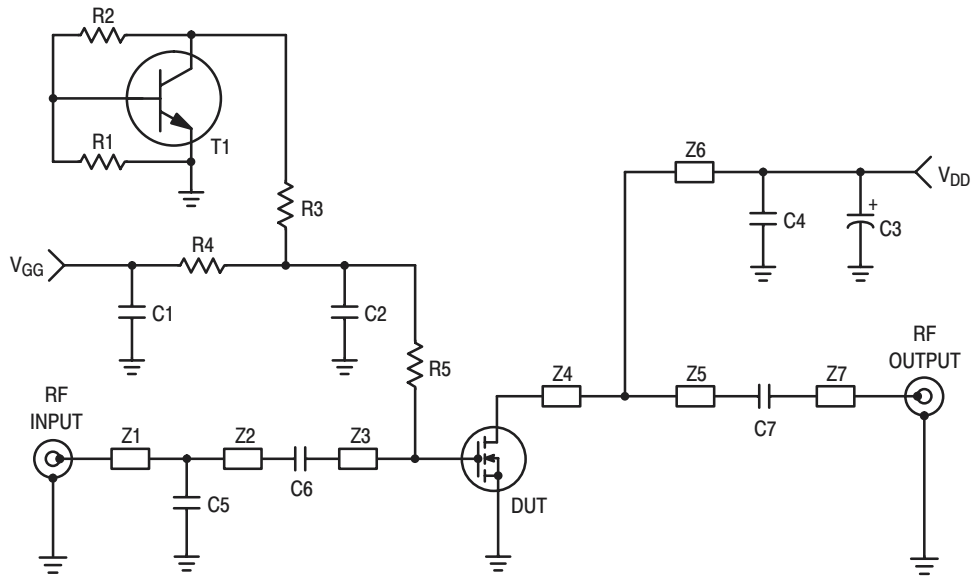 R2
R1
T1
R3
Z6
V_DD
C4
+
C3
R4
V_GG
C1
C2
R5
RF
OUTPUT
Z4
Z5
Z7
C7
RF
INPUT
Z1
Z2
Z3
C5
C6
DUT